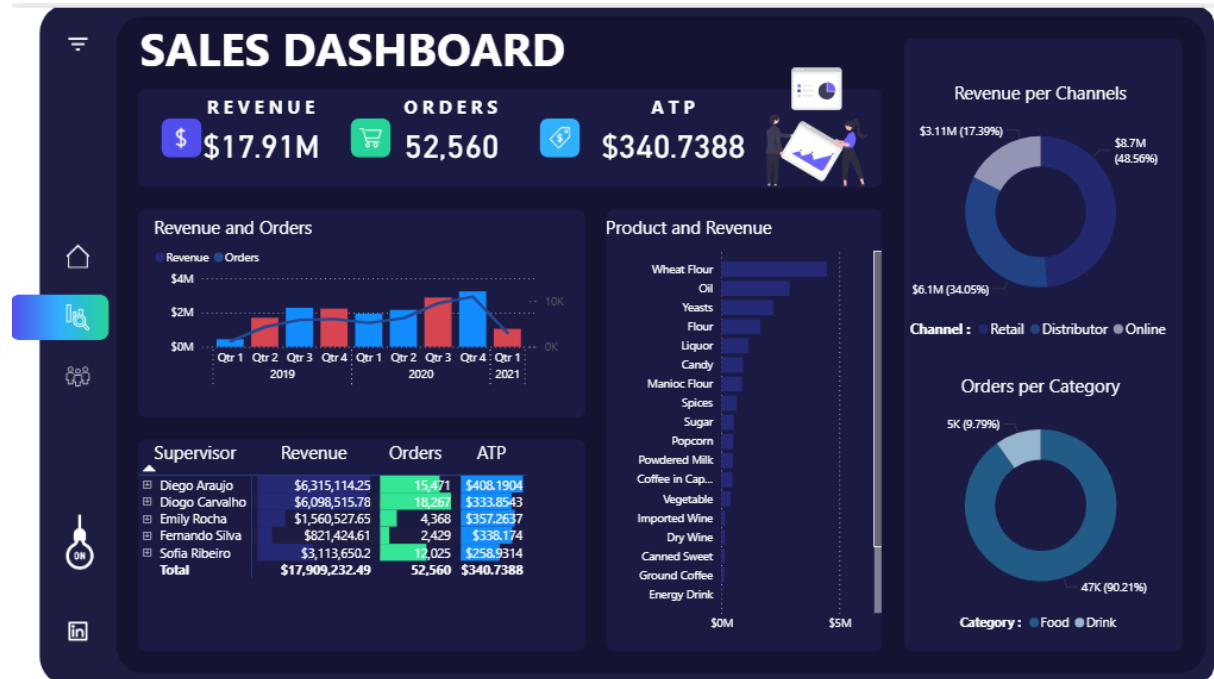 SALES DASHBOARD
REVENUE
$17.91M
ORDERS
52,560
ATP
$340.7388
Revenue and Orders
Revenue Orders
$4M
$2M
$0M
10K
0K
Qtr 1 Qtr 2 Qtr 3 Qtr 4 Qtr 1 Qtr 2 Qtr 3 Qtr 4 Qtr 1
2019 2020 2021
Supervisor Revenue Orders ATP
Diego Araujo $6,315,114.25 15,471 $408.1904
Diogo Carvalho $6,098,515.78 18,267 $333.8543
Emily Rocha $1,560,527.65 4,368 $357.2637
Fernando Silva $821,424.61 2,429 $338.174
Sofia Ribeiro $3,113,650.2 12,025 $258.9314
Total $17,909,232.49 52,560 $340.7388
Product and Revenue
Wheat Flour
Oil
Yeasts
Flour
Liquor
Candy
Manioc Flour
Spices
Sugar
Popcorn
Powdered Milk
Coffee in Cap...
Vegetable
Imported Wine
Dry Wine
Canned Sweet
Ground Coffee
Energy Drink
$0M $5M
Revenue per Channels
$3.11M (17.39%)
$8.7M
(48.56%)
$6.1M (34.05%)
Channel : Retail Distributor Online
Orders per Category
5K (9.79%)
47K (90.21%)
Category : Food Drink
ON
in